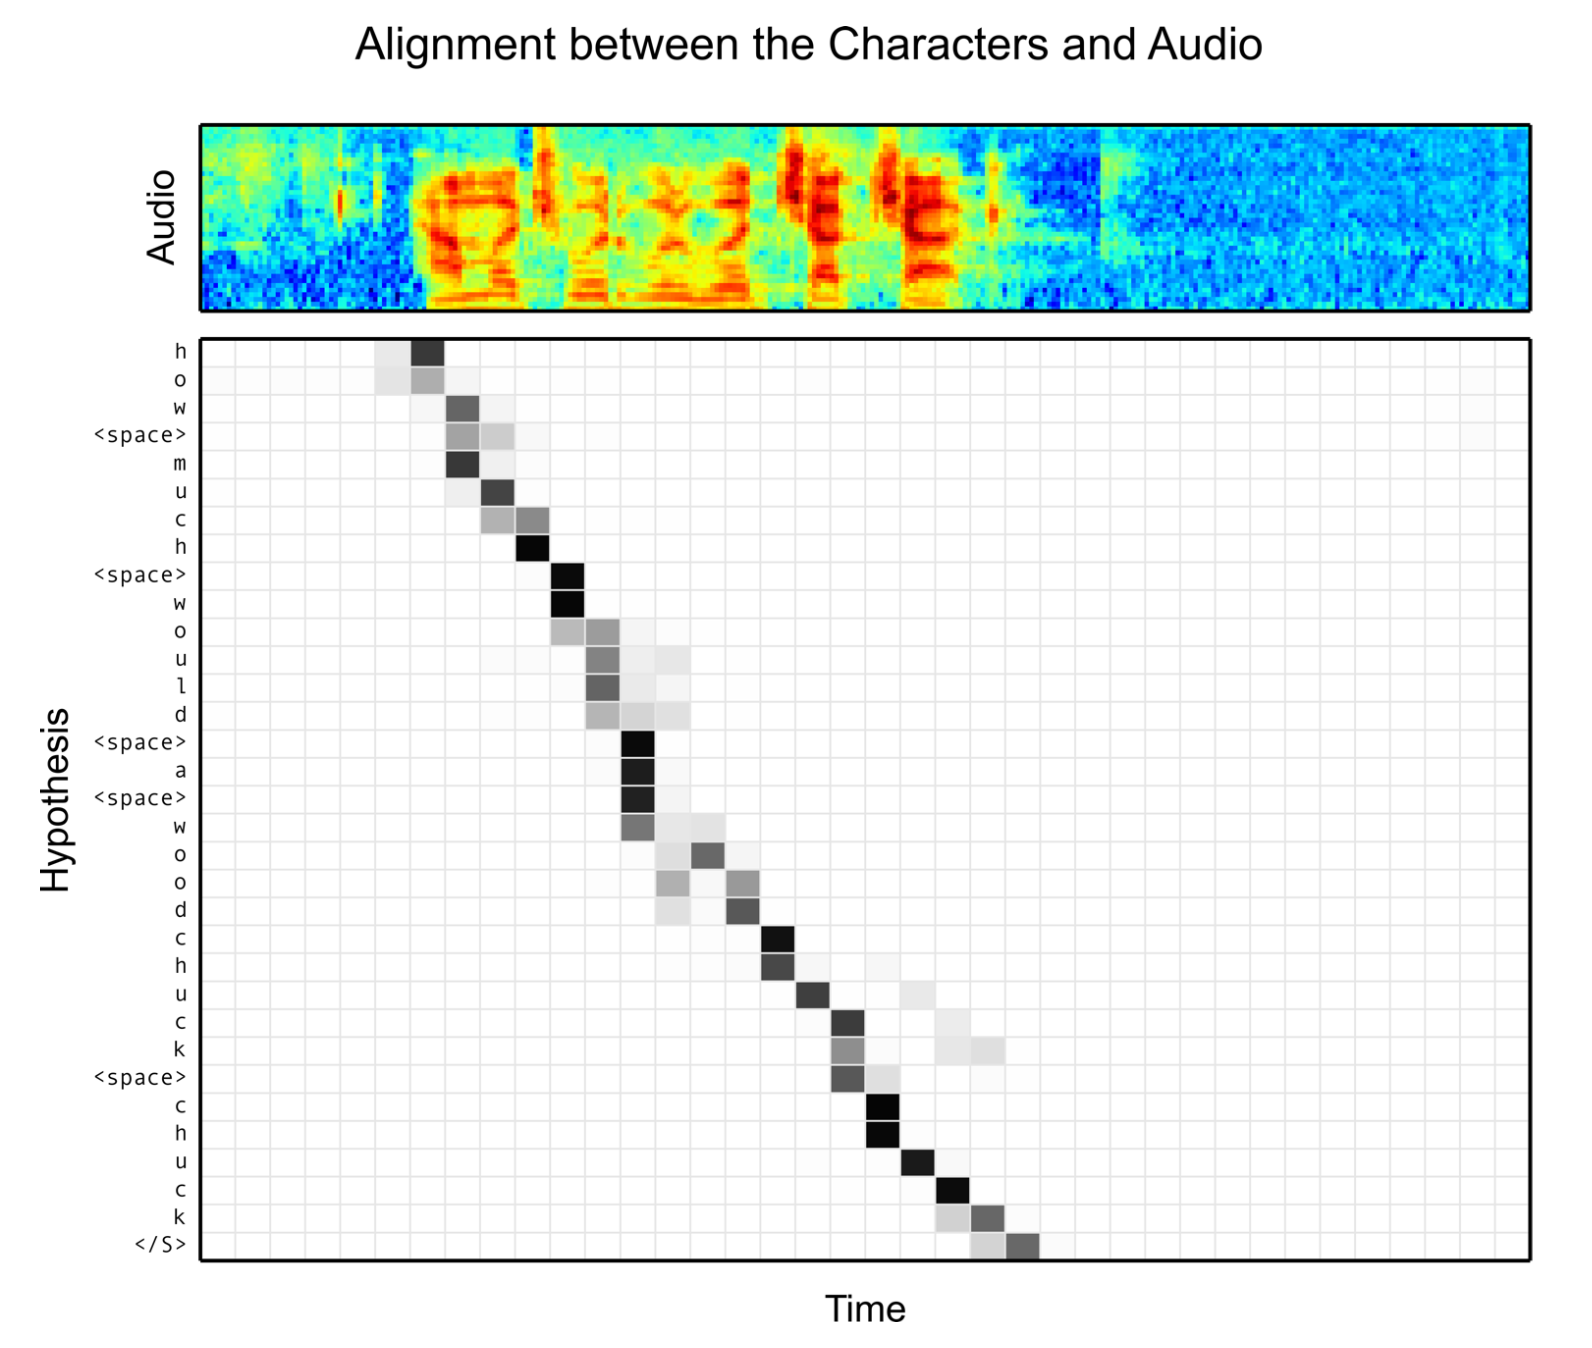 Alignment between the Characters and Audio
Audio
Hypothesis
h
o
w
<space>
m
u
c
h
<space>
w
o
u
l
d
<space>
a
<space>
w
o
o
d
c
h
u
c
k
<space>
c
h
u
c
k
</S>
Time